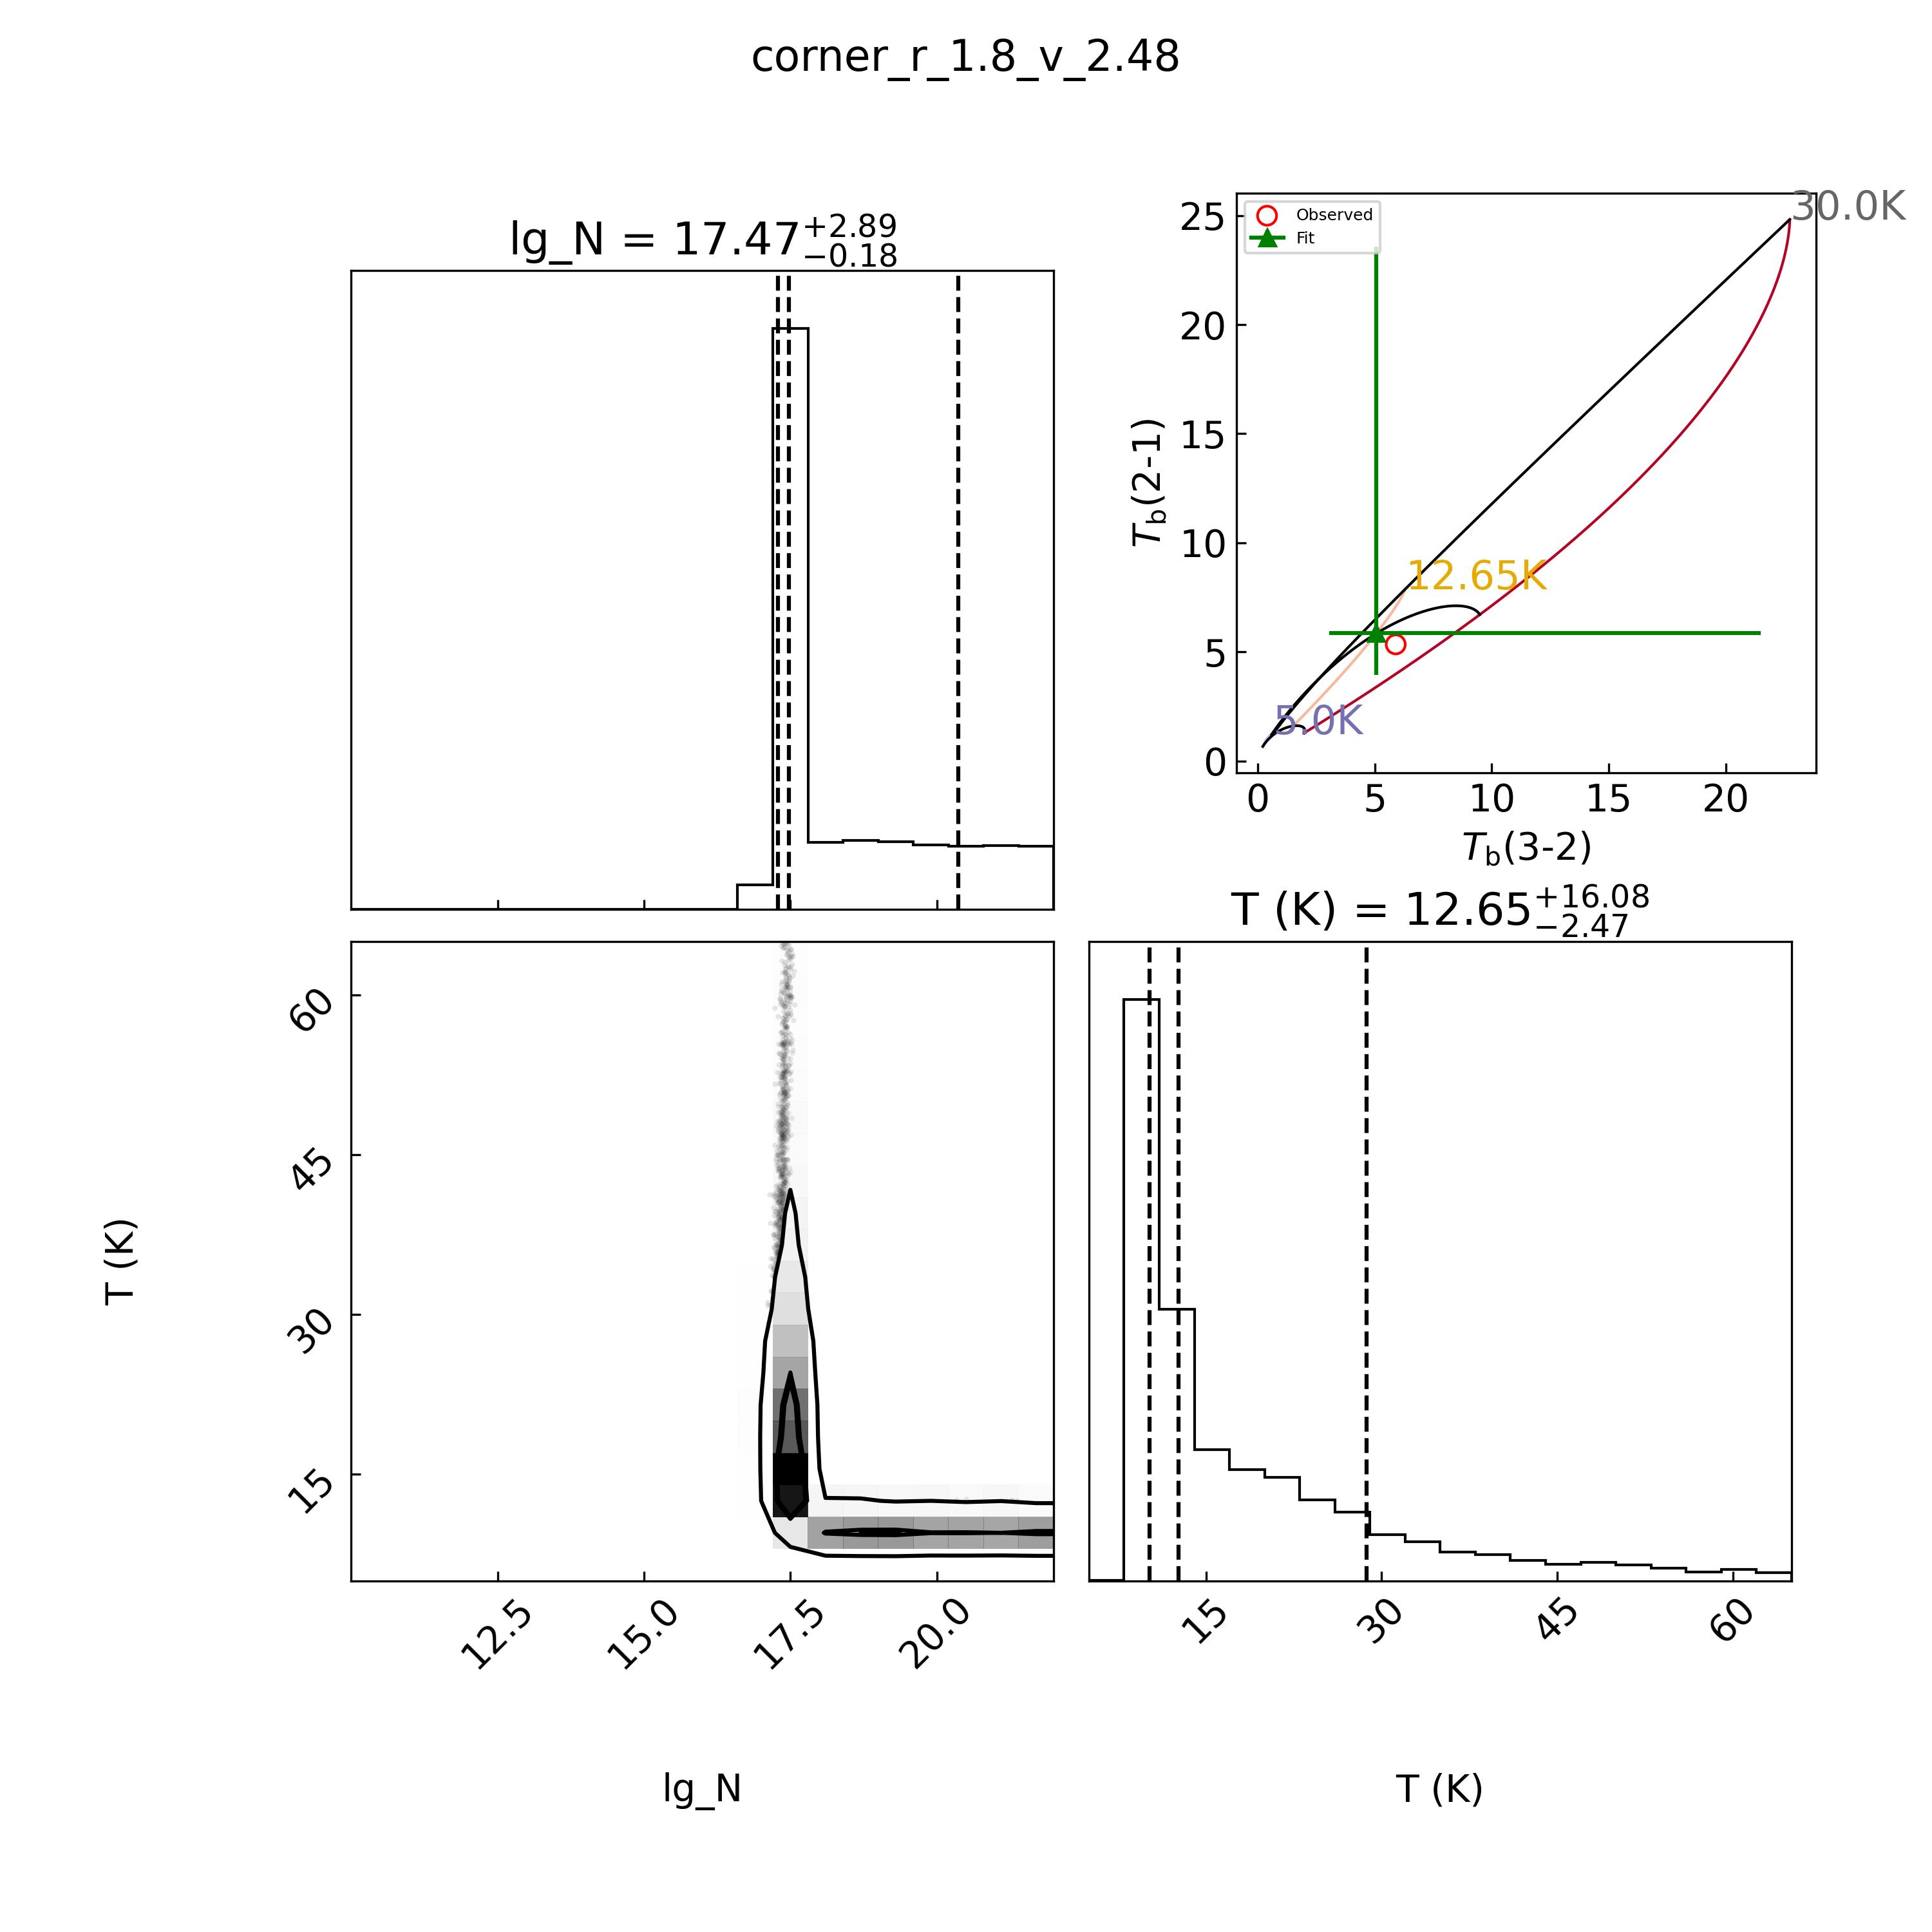 corner_r_1.8_v_2.48
lg_N = 17.47+2.89−0.18
25
20
15
10
5
0
Tb(2-1)
Observed
Fit
30.0K
12.65K
5.0K
0 5 10 15 20
Tb(3-2)
T (K) = 12.65+16.08−2.47
60
45
30
15
T (K)
12.5 15.0 17.5 20.0
lg_N
15 30 45 60
T (K)